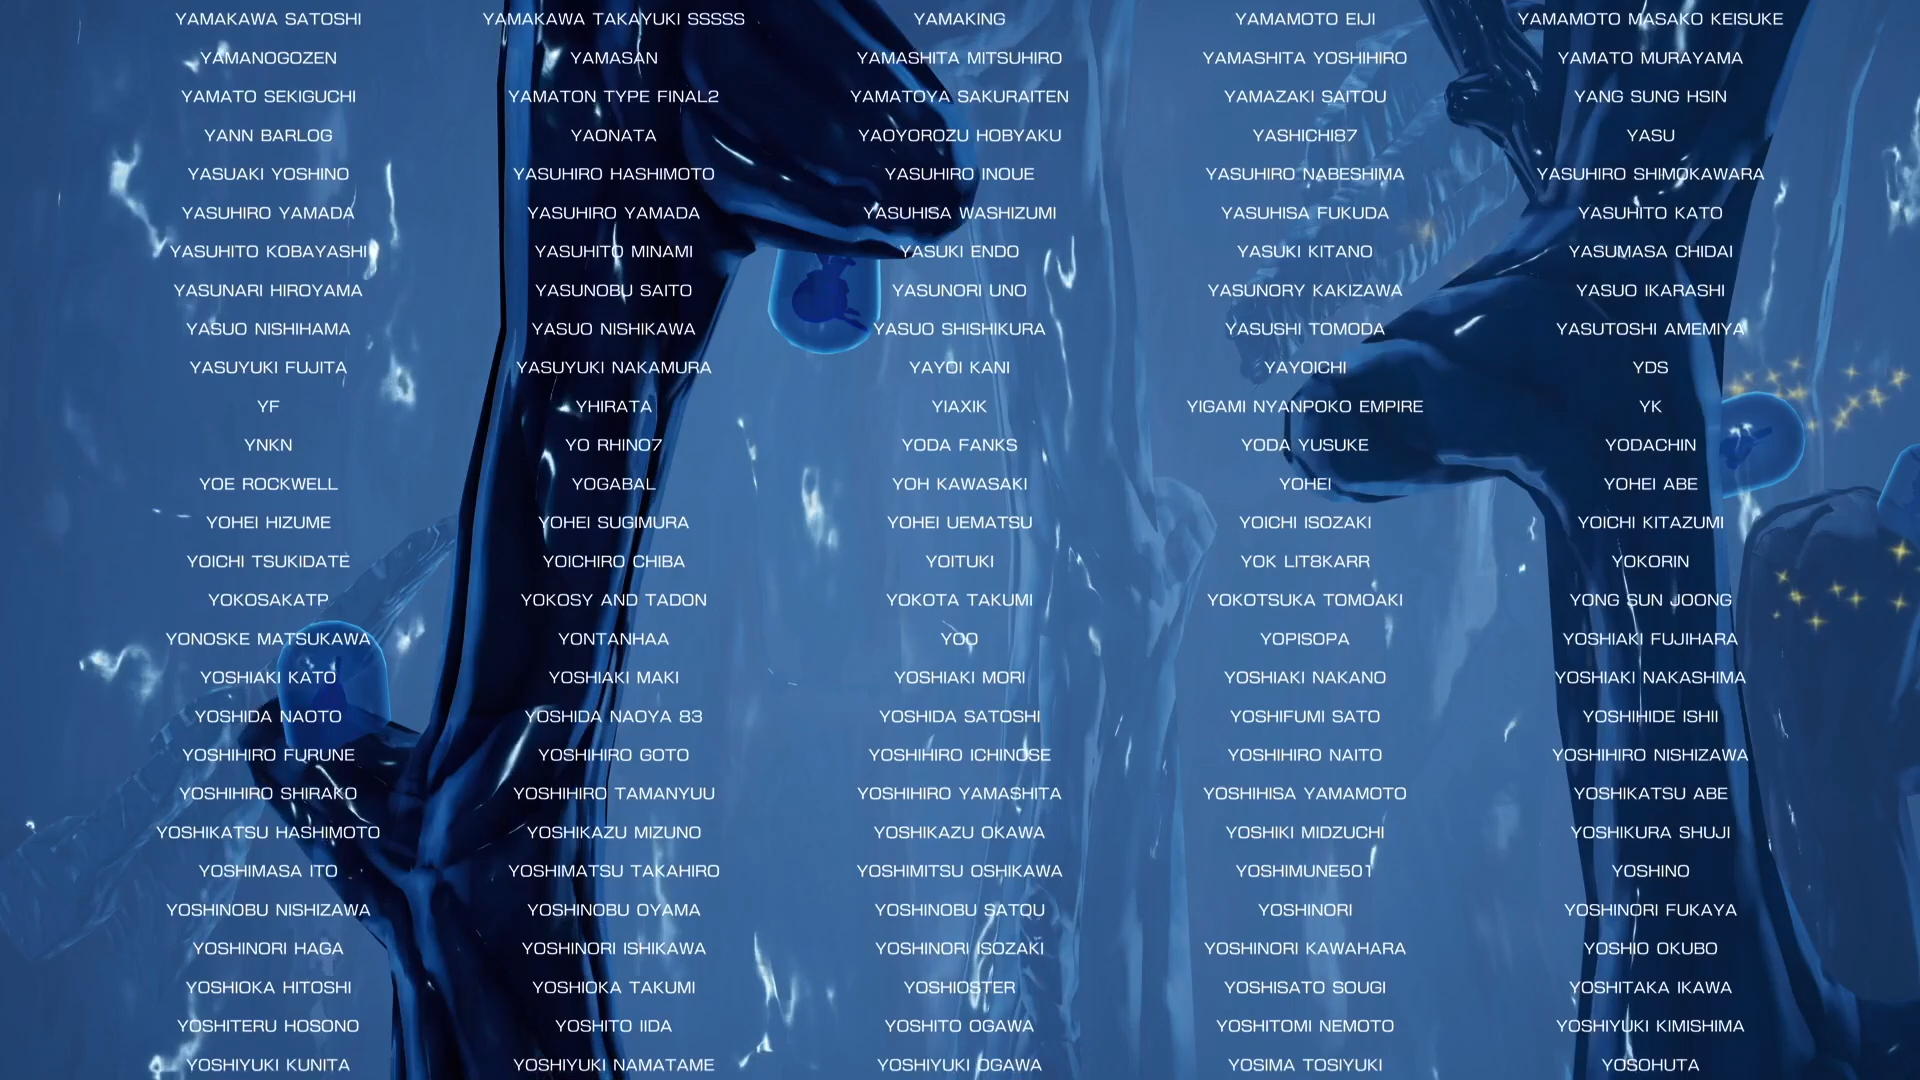 YAMAKAWA SATOSHI YAMAKAWA TAKAYUKI SSSSS YAMAKING YAMAMOTO EIJI YAMAMOTO MASAKO KEISUKE
YAMANOGOZEN YAMASAN YAMASHITA MITSUHIRO YAMASHITA YOSHIHIRO YAMATO MURAYAMA
YAMATO SEKIGUCHI YAMATON TYPE FINAL2 YAMATOYA SAKURAITEN YAMAZAKI SAITOU YANG SUNG HSIN
YANN BARLOG YAONATA YAOYOROZU HOBYAKU YASHICHI87 YASU
YASUAKI YOSHINO YASUHIRO HASHIMOTO YASUHIRO INOUE YASUHIRO NABESHIMA YASUHIRO SHIMOKAWARA
YASUHIRO YAMADA YASUHIRO YAMADA YASUHISA WASHIZUMI YASUHISA FUKUDA YASUHITO KATO
YASUHITO KOBAYASHI YASUHITO MINAMI YASUKI ENDO YASUKI KITANO YASUMASA CHIDAI
YASUNARI HIROYAMA YASUNOBU SAITO YASUNORI UNO YASUNORY KAKIZAWA YASUO IKARASHI
YASUO NISHIHAMA YASUO NISHIKAWA YASUO SHISHIKURA YASUSHI TOMODA YASUTOSHI AMEMIYA
YASUYUKI FUJITA YASUYUKI NAKAMURA YAYOI KANI YAYOICHI YDS
YF YHIRATA YIAXIK YIGAMI NYANPOKO EMPIRE YK
YNKN YO RHINO7 YODA FANKS YODA YUSUKE YODACHIN
YOE ROCKWELL YOGABAL YOH KAWASAKI YOHEI YOHEI ABE
YOHEI HIZUME YOHEI SUGIMURA YOHEI UEMATSU YOICHI ISOZAKI YOICHI KITAZUMI
YOICHI TSUKIDATE YOICHIRO CHIBA YOITUKI YOK LIT8KARR YOKORIN
YOKOSAKATP YOKOSY AND TADON YOKOTA TAKUMI YOKOTSUKA TOMOAKI YONG SUN JOONG
YONOSKE MATSUKAWA YONTANHAA YOO YOPISOPA YOSHIAKI FUJIHARA
YOSHIAKI KATO YOSHIAKI MAKI YOSHIAKI MORI YOSHIAKI NAKANO YOSHIAKI NAKASHIMA
YOSHIDA NAOTO YOSHIDA NAOYA 83 YOSHIDA SATOSHI YOSHIFUMI SATO YOSHIHIDE ISHII
YOSHIHIRO FURUNE YOSHIHIRO GOTO YOSHIHIRO ICHINOSE YOSHIHIRO NAITO YOSHIHIRO NISHIZAWA
YOSHIHIRO SHIRAKO YOSHIHIRO TAMANYUU YOSHIHIRO YAMASHITA YOSHIHISA YAMAMOTO YOSHIKATSU ABE
YOSHIKATSU HASHIMOTO YOSHIKAZU MIZUNO YOSHIKAZU OKAWA YOSHIKI MIDZUCHI YOSHIKURA SHUJI
YOSHIMASA ITO YOSHIMATSU TAKAHIRO YOSHIMITSU OSHIKAWA YOSHIMUNE501 YOSHINO
YOSHINOBU NISHIZAWA YOSHINOBU OYAMA YOSHINOBU SATOU YOSHINORI YOSHINORI FUKAYA
YOSHINORI HAGA YOSHINORI ISHIKAWA YOSHINORI ISOZAKI YOSHINORI KAWAHARA YOSHIO OKUBO
YOSHIOKA HITOSHI YOSHIOKA TAKUMI YOSHIOSTER YOSHISATO SOUGI YOSHITAKA IKAWA
YOSHITERU HOSONO YOSHITO IIDA YOSHITO OGAWA YOSHITOMI NEMOTO YOSHIYUKI KIMISHIMA
YOSHIYUKI KUNITA YOSHIYUKI NAMATAME YOSHIYUKI OGAWA YOSIMA TOSIYUKI YOSOHUTA